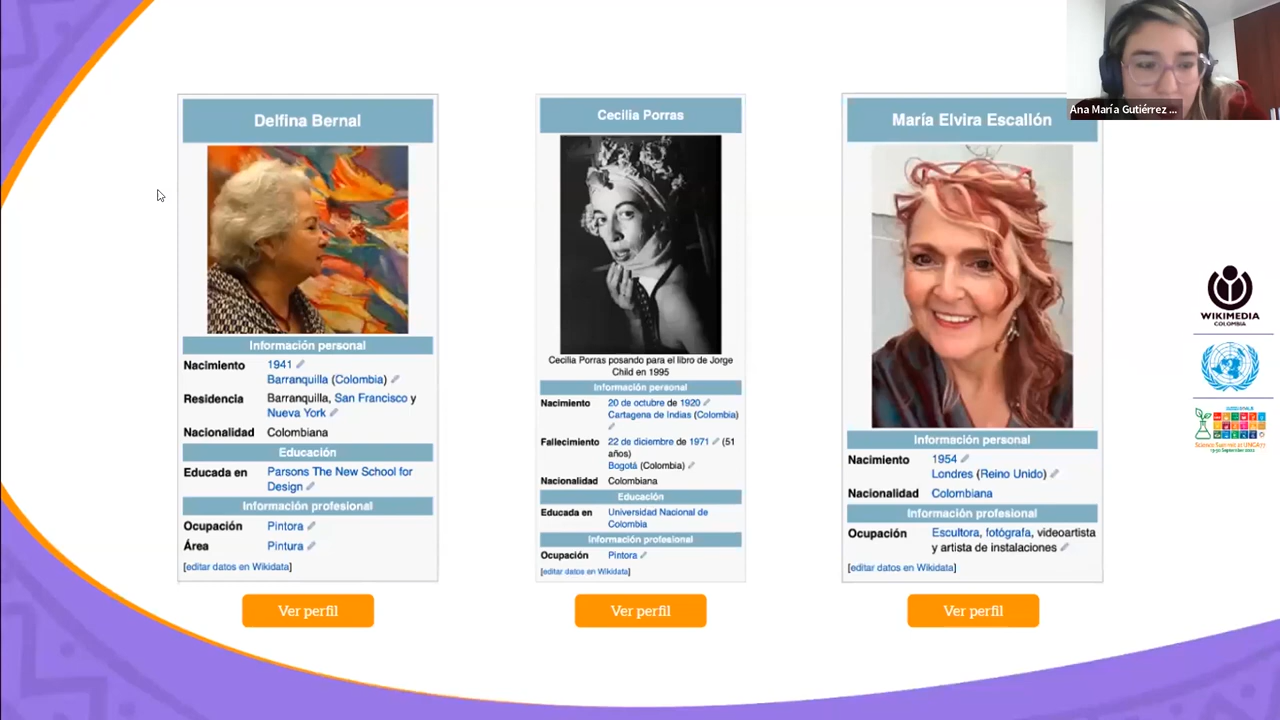 Ana María Gutiérrez ...
Delfina Bernal
Información personal
Nacimiento 1941
Barranquilla (Colombia)
Residencia Barranquilla, San Francisco y
Nueva York
Nacionalidad Colombiana
Educación
Educada en Parsons The New School for
Design
Información profesional
Ocupación Pintora
Área Pintura
[editar datos en Wikidata]
Ver perfil
Cecilia Porras
Cecilia Porras posando para el libro de Jorge
Child en 1995
Información personal
Nacimiento 20 de octubre de 1920
Cartagena de Indias (Colombia)
Fallecimiento 22 de diciembre de 1971 (51
años)
Bogotá (Colombia)
Nacionalidad Colombiana
Educación
Educada en Universidad Nacional de
Colombia
Información profesional
Ocupación Pintora
[editar datos en Wikidata]
Ver perfil
María Elvira Escallón
Información personal
Nacimiento 1954
Londres (Reino Unido)
Nacionalidad Colombiana
Información profesional
Ocupación Escultora, fotógrafa, videoartista
y artista de instalaciones
[editar datos en Wikidata]
Ver perfil
WIKIMEDIA
COLOMBIA
Science Summit at UNGA77